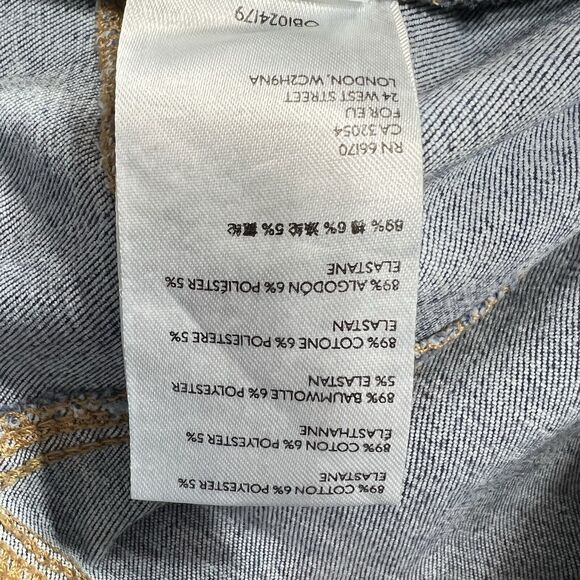 89% COTTON 6% POLYESTER 5%
ELASTANE
89% COTON 6% POLYESTER 5%
ELASTHANNE
89% BAUMWOLLE 6% POLYESTER
5% ELASTAN
89% COTONE 6% POLIESTERE 5%
ELASTAN
89% ALGODÓN 6% POLIÉSTER 5%
ELASTANE
89% 棉 6% 涤纶 5% 氨纶
RN 66170
CA 32054
FOR EU
24 WEST STREET
LONDON, WC2H9NA
QB1024179